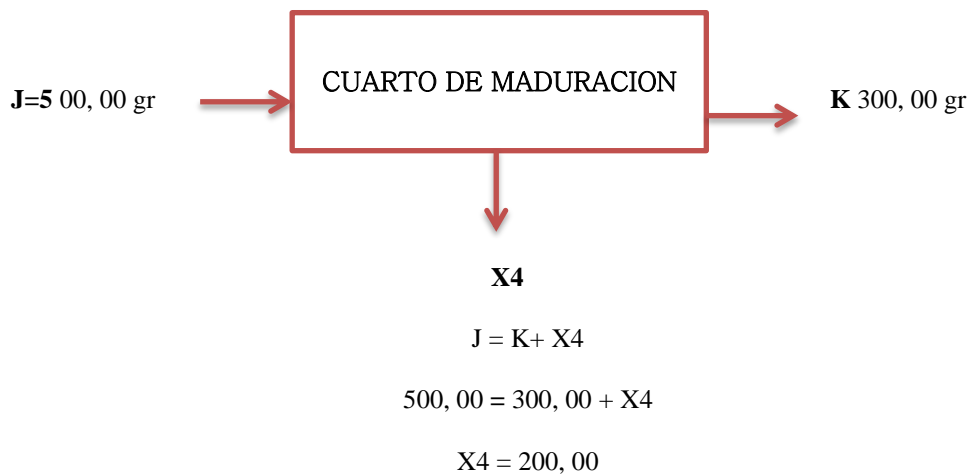 CUARTO DE MADURACION
J=5 00, 00 gr
K 300, 00 gr
X4
J = K+ X4
500, 00 = 300, 00 + X4
X4 = 200, 00